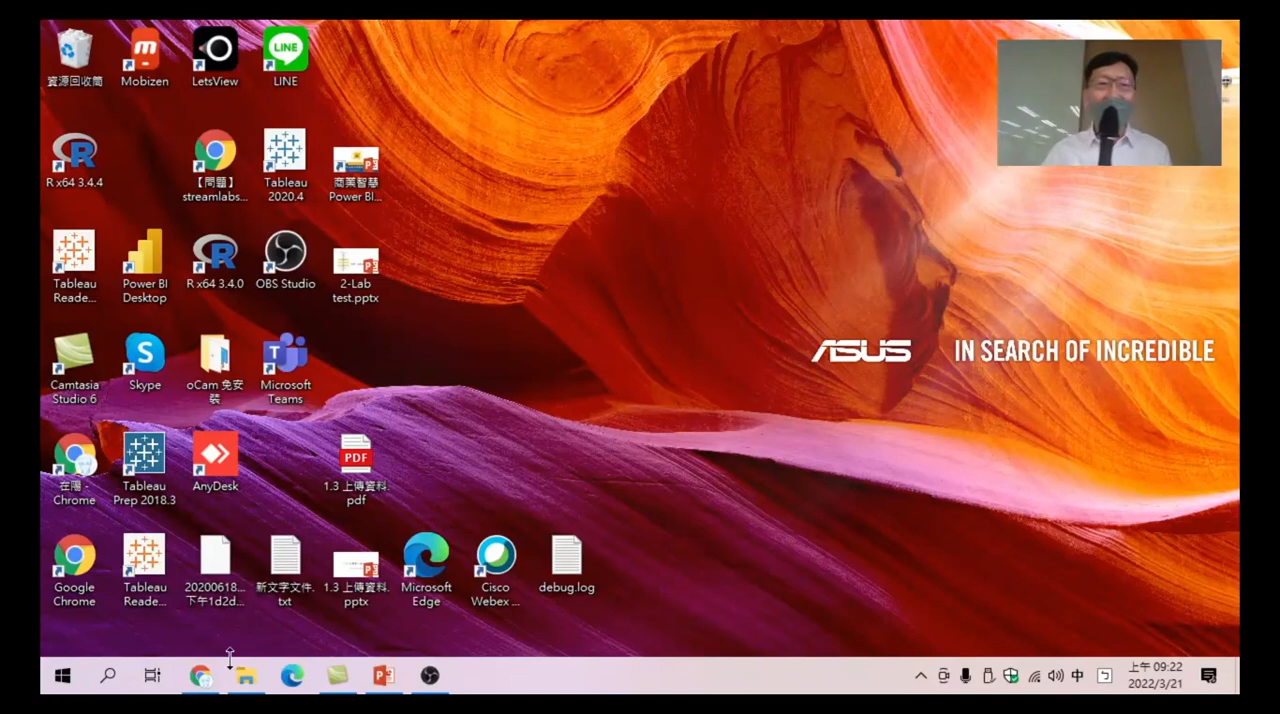 資源回收筒
Mobizen
LetsView
LINE
LINE
R x64 3.4.4
【問題】
streamlabs...
Tableau
2020.4
商業智慧
Power BI...
Tableau
Reade...
Power BI
Desktop
R x64 3.4.0
OBS Studio
2-Lab
test.pptx
ASUS IN SEARCH OF INCREDIBLE
Camtasia
Studio 6
Skype
oCam 免安
裝
Microsoft
Teams
在陽 -
Chrome
Tableau
Prep 2018.3
AnyDesk
PDF
1.3 上傳資料.
pdf
Google
Chrome
Tableau
Reade...
20200618...
下午1d2d...
新文字文件.
txt
1.3 上傳資料.
pptx
Microsoft
Edge
Cisco
Webex ...
debug.log
中
上午 09:22
2022/3/21